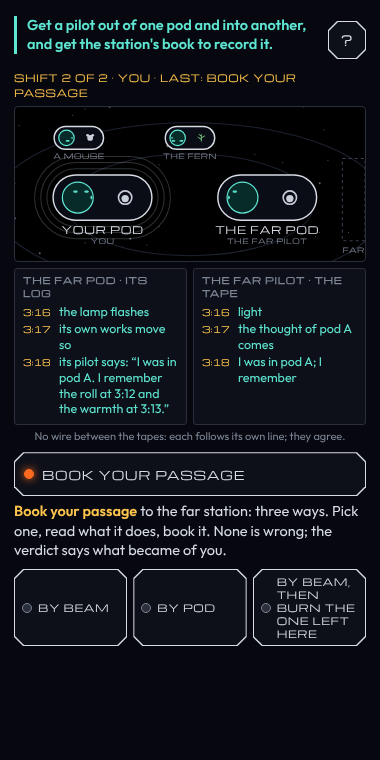 Get a pilot out of one pod and into another,
and get the station's book to record it.
?
SHIFT 2 OF 2 · YOU · LAST: BOOK YOUR
PASSAGE
A MOUSE
THE FERN
YOUR POD
YOU
THE FAR POD
THE FAR PILOT
FAR
THE FAR POD · ITS
LOG
3:16 the lamp flashes
3:17 its own works move
so
3:18 its pilot says: “I was in
pod A. I remember
the roll at 3:12 and
the warmth at 3:13.”
THE FAR PILOT · THE
TAPE
3:16 light
3:17 the thought of pod A
comes
3:18 I was in pod A; I
remember
No wire between the tapes: each follows its own line; they agree.
BOOK YOUR PASSAGE
Book your passage to the far station: three ways. Pick
one, read what it does, book it. None is wrong; the
verdict says what became of you.
BY BEAM
BY POD
BY BEAM,
THEN
BURN THE
ONE LEFT
HERE